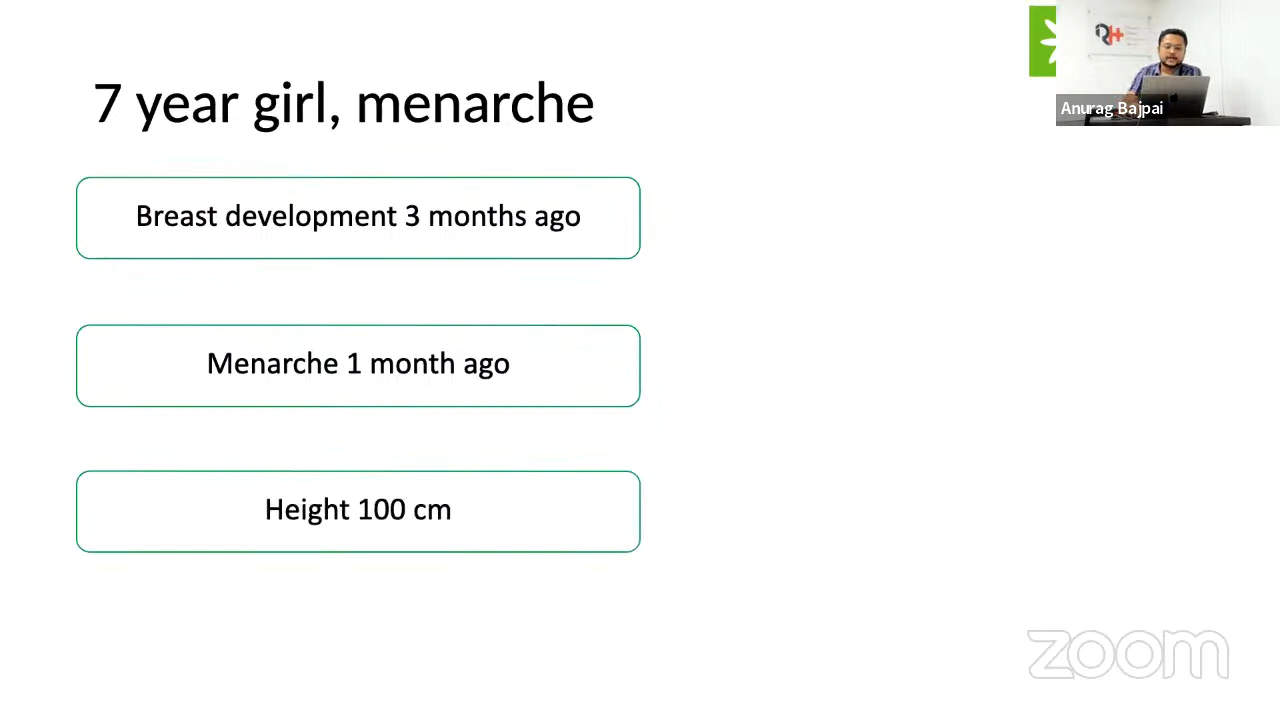 7 year girl, menarche
Anurag Bajpai
Breast development 3 months ago
Menarche 1 month ago
Height 100 cm
zoom